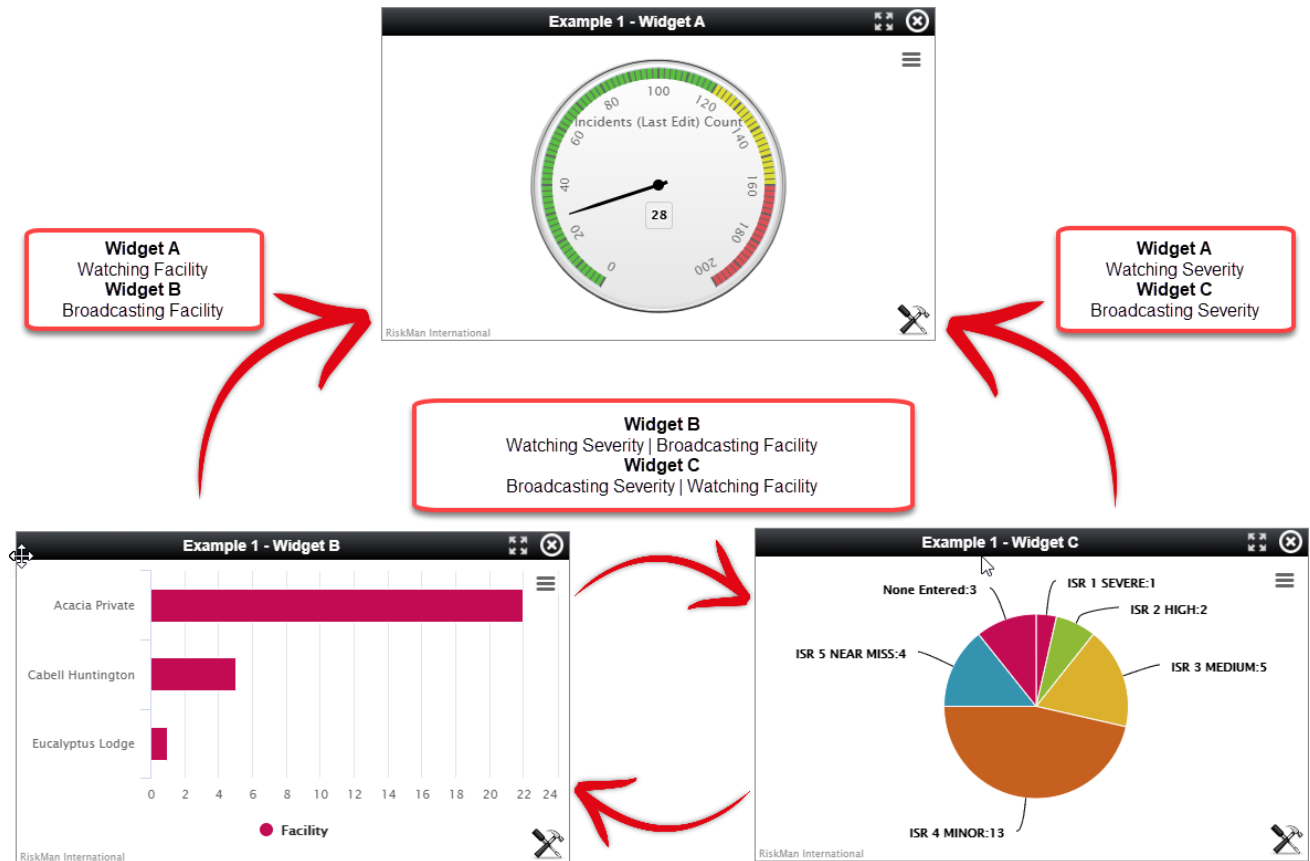 Example 1 - Widget A
0
20
40
60
80
100
120
140
160
180
200
Incidents (Last Edit) Count
28
RiskMan International
Widget A
Watching Facility
Widget B
Broadcasting Facility
Widget A
Watching Severity
Widget C
Broadcasting Severity
Widget B
Watching Severity | Broadcasting Facility
Widget C
Broadcasting Severity | Watching Facility
Example 1 - Widget B
Acacia Private
Cabell Huntington
Eucalyptus Lodge
0 2 4 6 8 10 12 14 16 18 20 22 24
Facility
RiskMan International
Example 1 - Widget C
None Entered:3
ISR 1 SEVERE:1
ISR 2 HIGH:2
ISR 5 NEAR MISS:4
ISR 3 MEDIUM:5
ISR 4 MINOR:13
RiskMan International